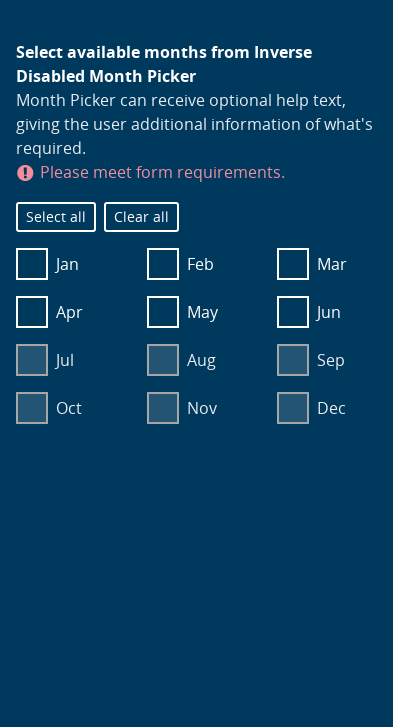 Select available months from Inverse
Disabled Month Picker
Month Picker can receive optional help text,
giving the user additional information of what's
required.
Please meet form requirements.
Select all Clear all
Jan Feb Mar
Apr May Jun
Jul Aug Sep
Oct Nov Dec